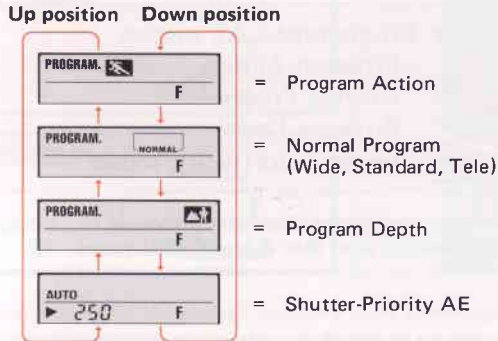 Up position Down position
PROGRAM.
F
= Program Action
PROGRAM.
NORMAL
F
= Normal Program
(Wide, Standard, Tele)
PROGRAM.
F
= Program Depth
AUTO
▶ 250 F
= Shutter-Priority AE